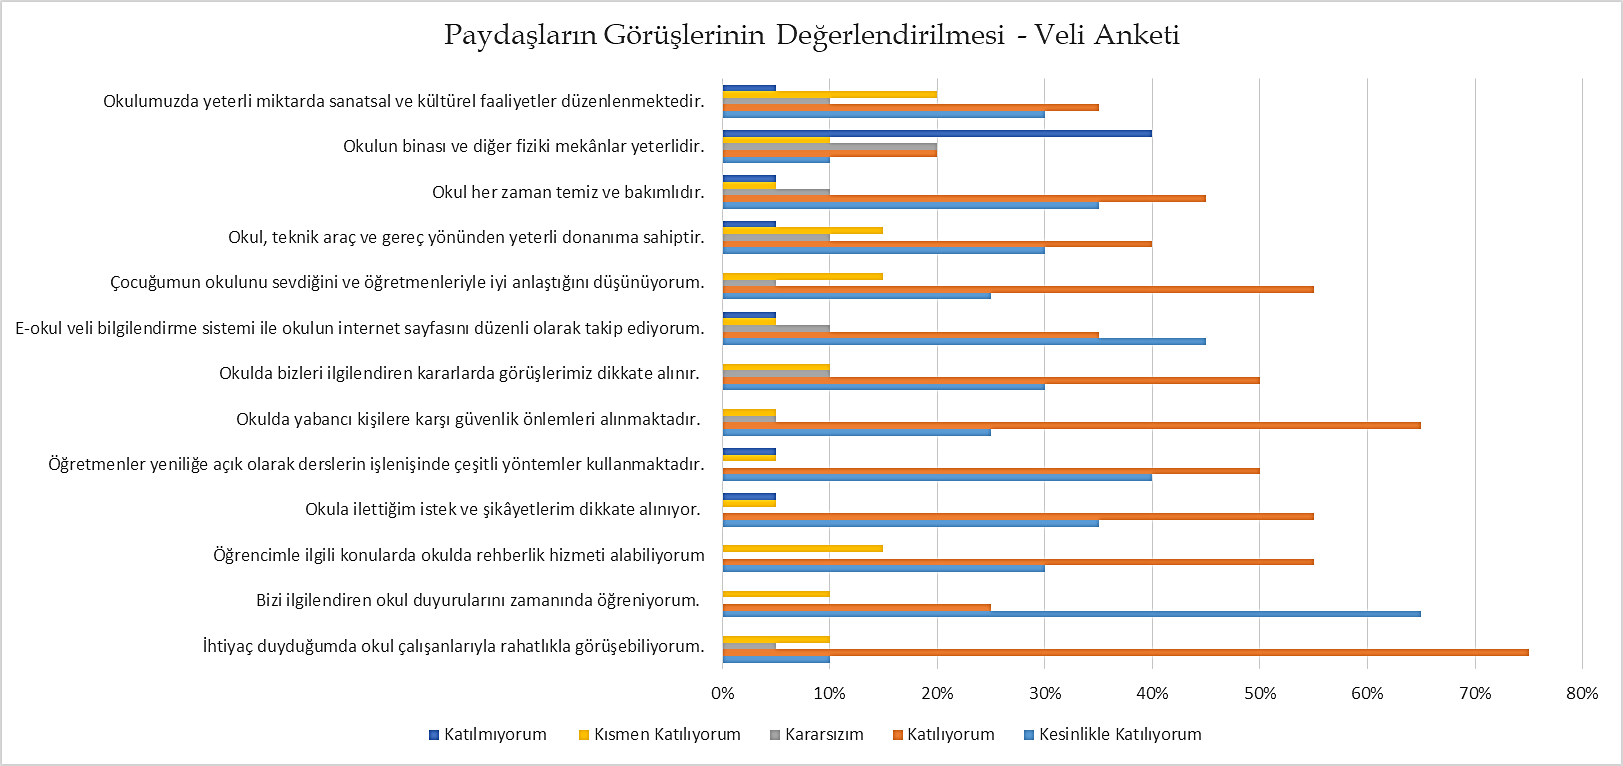 Paydaşların Görüşlerinin Değerlendirilmesi - Veli Anketi
Okulumuzda yeterli miktarda sanatsal ve kültürel faaliyetler düzenlenmektedir.
Okulun binası ve diğer fiziki mekânlar yeterlidir.
Okul her zaman temiz ve bakımlıdır.
Okul, teknik araç ve gereç yönünden yeterli donanıma sahiptir.
Çocuğumun okulunu sevdiğini ve öğretmenleriyle iyi anlaştığını düşünüyorum.
E-okul veli bilgilendirme sistemi ile okulun internet sayfasını düzenli olarak takip ediyorum.
Okulda bizleri ilgilendiren kararlarda görüşlerimiz dikkate alınır.
Okulda yabancı kişilere karşı güvenlik önlemleri alınmaktadır.
Öğretmenler yeniliğe açık olarak derslerin işlenişinde çeşitli yöntemler kullanmaktadır.
Okula ilettiğim istek ve şikâyetlerim dikkate alınıyor.
Öğrencimle ilgili konularda okulda rehberlik hizmeti alabiliyorum
Bizi ilgilendiren okul duyurularını zamanında öğreniyorum.
İhtiyaç duyduğumda okul çalışanlarıyla rahatlıkla görüşebiliyorum.
0% 10% 20% 30% 40% 50% 60% 70% 80%
Katılmıyorum Kısmen Katılıyorum Kararsızım Katılıyorum Kesinlikle Katılıyorum